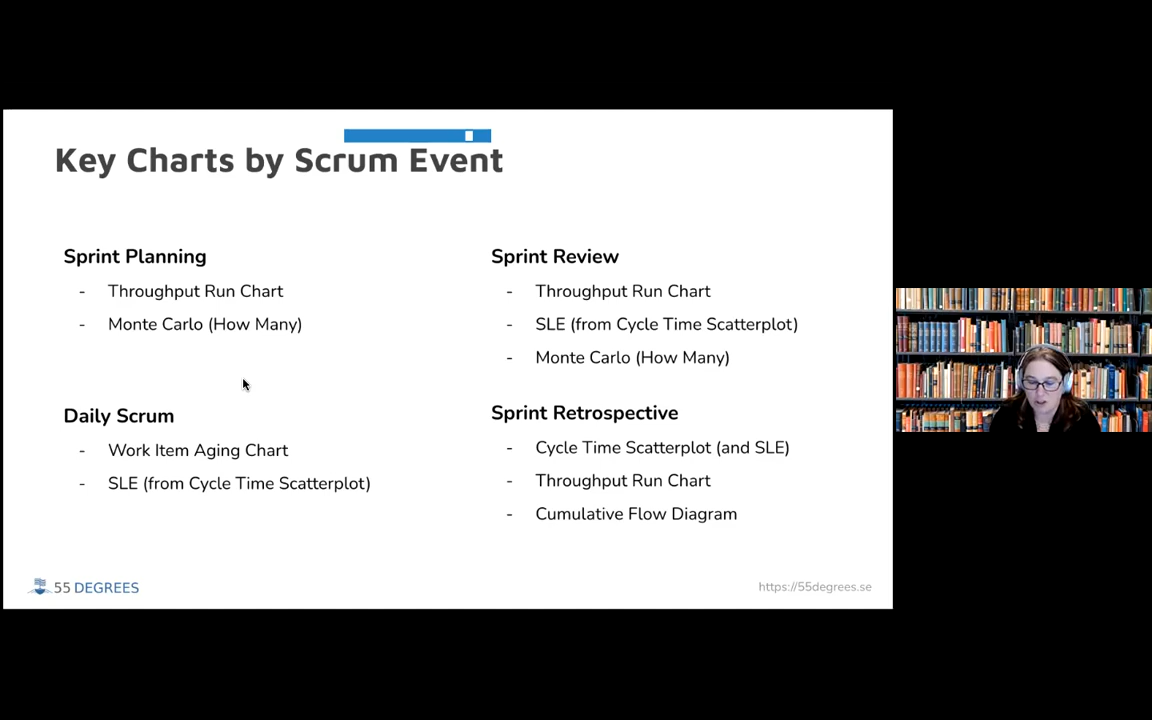 Key Charts by Scrum Event
Sprint Planning
- Throughput Run Chart
- Monte Carlo (How Many)
Daily Scrum
- Work Item Aging Chart
- SLE (from Cycle Time Scatterplot)
Sprint Review
- Throughput Run Chart
- SLE (from Cycle Time Scatterplot)
- Monte Carlo (How Many)
Sprint Retrospective
- Cycle Time Scatterplot (and SLE)
- Throughput Run Chart
- Cumulative Flow Diagram
55 DEGREES
https://55degrees.se